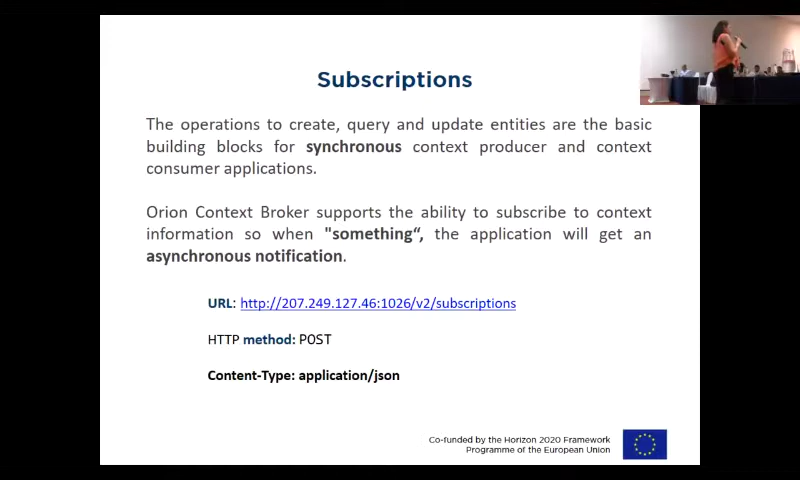 Subscriptions
The operations to create, query and update entities are the basic
building blocks for synchronous context producer and context
consumer applications.
Orion Context Broker supports the ability to subscribe to context
information so when "something“, the application will get an
asynchronous notification.
URL: http://207.249.127.46:1026/v2/subscriptions
HTTP method: POST
Content-Type: application/json
Co-funded by the Horizon 2020 Framework
Programme of the European Union